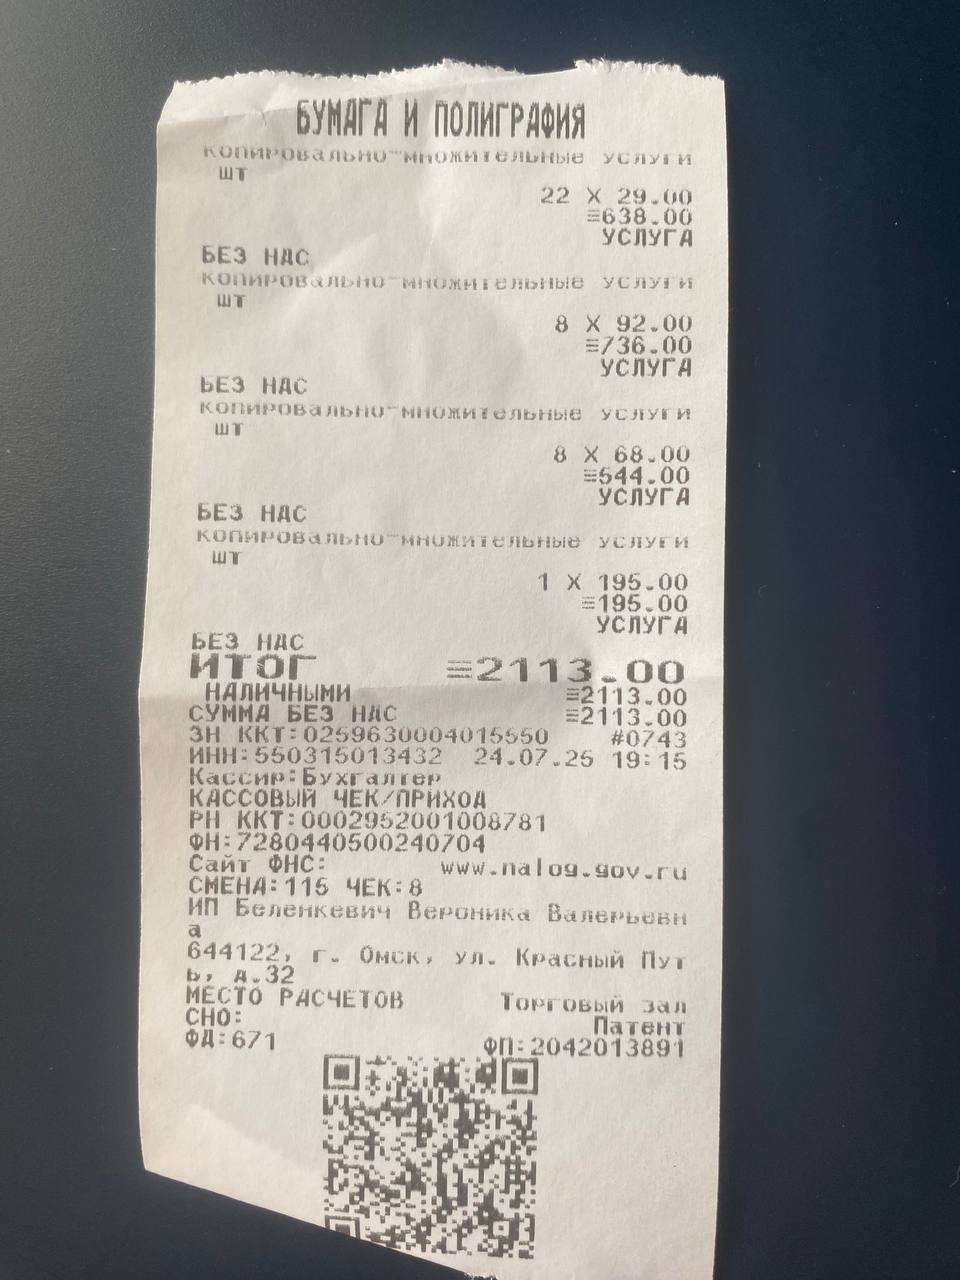 БУМАГА И ПОЛИГРАФИЯ
копировально-множительные услуги
шт
22 X 29.00
≡638.00
УСЛУГА
БЕЗ НДС
копировально-множительные услуги
шт
8 X 92.00
≡736.00
УСЛУГА
БЕЗ НДС
копировально-множительные услуги
шт
8 X 68.00
≡544.00
УСЛУГА
БЕЗ НДС
копировально-множительные услуги
шт
1 X 195.00
≡195.00
УСЛУГА
БЕЗ НДС
ИТОГ ≡2113.00
НАЛИЧНЫМИ ≡2113.00
СУММА БЕЗ НДС ≡2113.00
ЗН ККТ:0259630004015550 #0743
ИНН:550315013432 24.07.25 19:15
Кассир:Бухгалтер
КАССОВЫЙ ЧЕК/ПРИХОД
РН ККТ:0002952001008781
ФН:7280440500240704
Сайт ФНС: www.nalog.gov.ru
СМЕНА:115 ЧЕК:8
ИП Беленкевич Вероника Валерьевн
а
644122, г. Омск, ул. Красный Пут
ь, д.32
МЕСТО РАСЧЕТОВ Торговый зал
СНО: Патент
ФД:671 ФП:2042013891